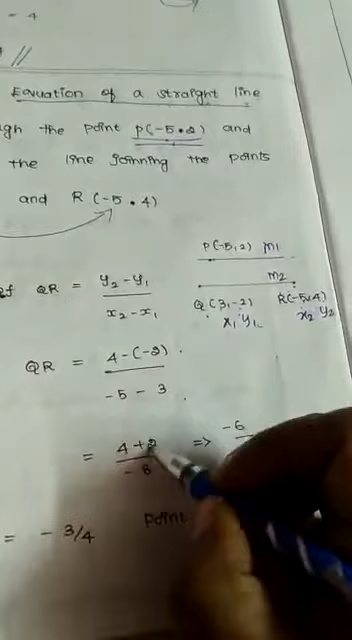 - 4
Equation of a straight line
the point P(-5,2) and
the line joinning the points
and R (-5,4)
P(-5,2) m1
m2
Q(3,-2) R(-5,4)
x1 y1 x2 y2
QR = y2-y1 / x2-x1
QR = 4-(-2) / -5-3
= 4+2 / -8 => -6
= - 3/4 Point